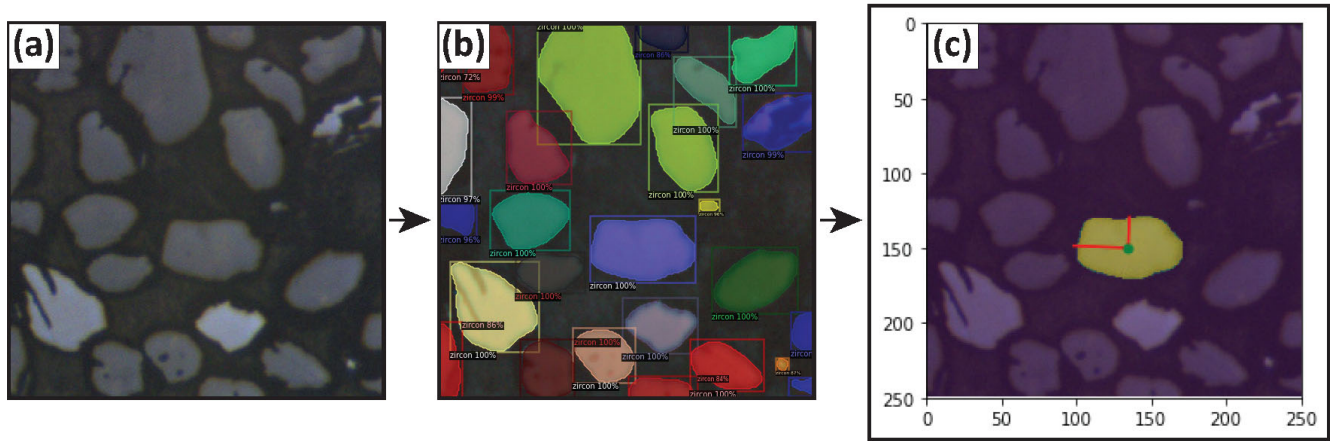 (a)
(b)
(c)
zircon 100%
86%
zircon 72%
zircon 99%
zircon 100%
zircon 100%
zircon 99%
zircon 100%
zircon 100%
zircon 97%
zircon 96%
zircon 100%
zircon 100%
zircon 100%
zircon 100%
zircon 86%
zircon 100%
zircon 100%
zircon 100%
zircon 100%
zircon 84%
zircon 100%
0
50
100
150
200
250
0
50
100
150
200
250